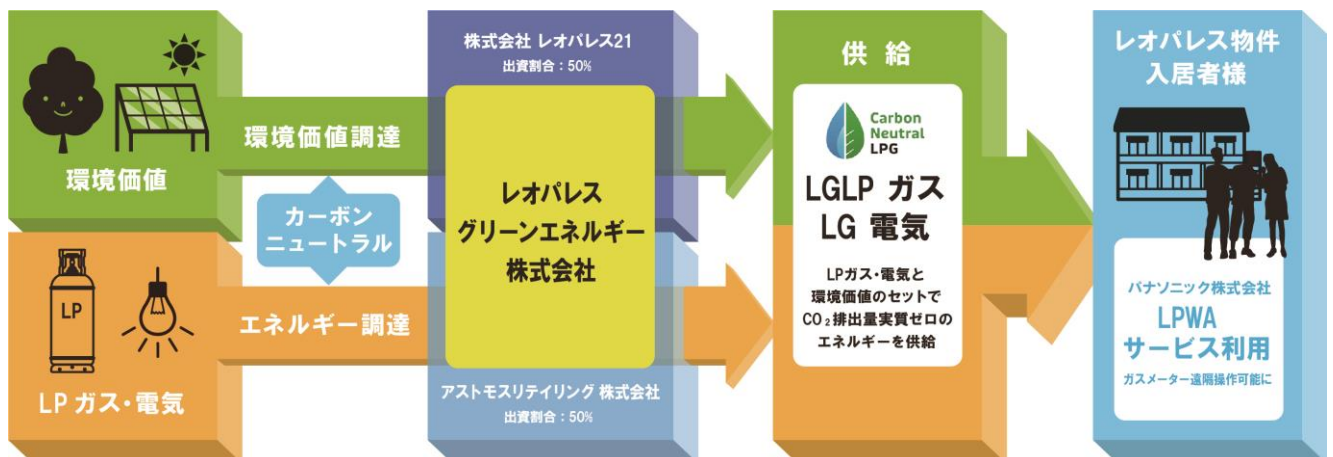 環境価値
LP
LP ガス・電気
環境価値調達
カーボン
ニュートラル
エネルギー調達
株式会社 レオパレス21
出資割合：50%
レオパレス
グリーンエネルギー
株式会社
アストモスリテイリング 株式会社
出資割合：50%
供 給
Carbon
Neutral
LPG
LGLP ガス
LG 電気
LPガス・電気と
環境価値のセットで
CO₂排出量実質ゼロの
エネルギーを供給
レオパレス物件
入居者様
パナソニック株式会社
LPWA
サービス利用
ガスメーター遠隔操作可能に